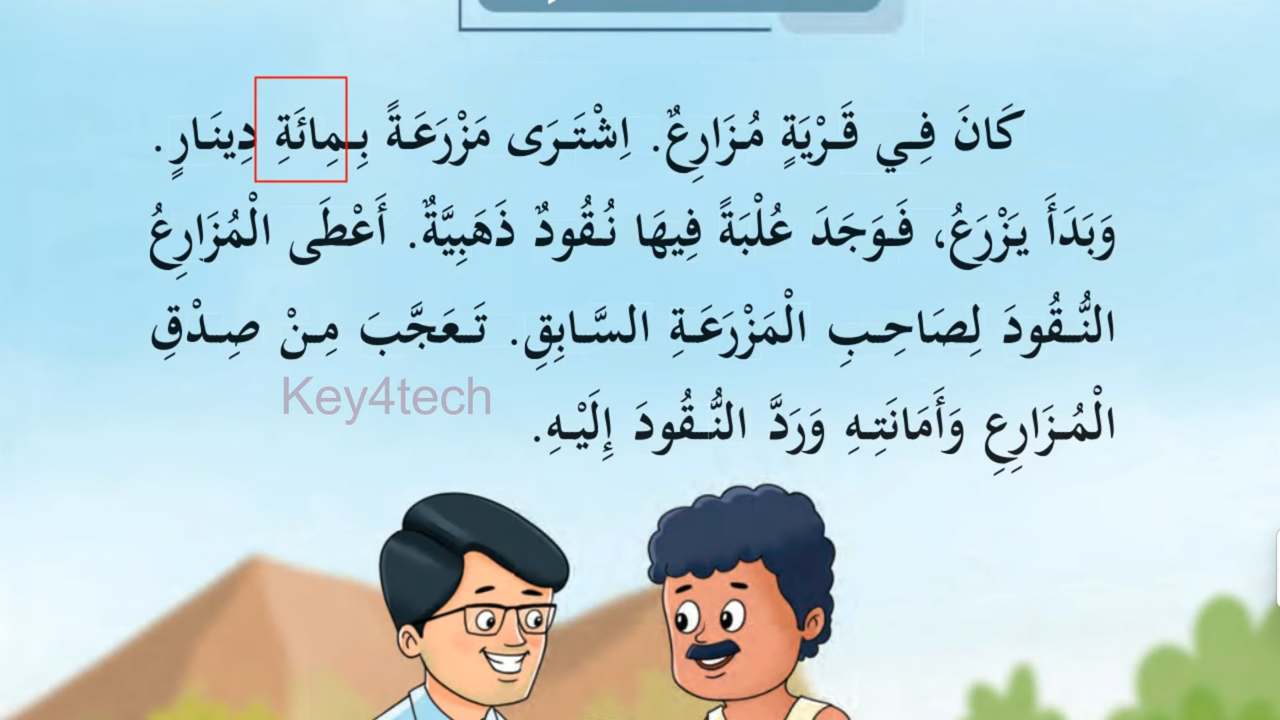 كَانَ فِي قَرْيَةٍ مُزَارِعٌ. اِشْتَرَى مَزْرَعَةً بِمِائَةِ دِينَارٍ.
وَبَدَأَ يَزْرَعُ، فَوَجَدَ عُلْبَةً فِيهَا نُقُودٌ ذَهَبِيَّةٌ. أَعْطَى الْمُزَارِعُ
النُّقُودَ لِصَاحِبِ الْمَزْرَعَةِ السَّابِقِ. تَعَجَّبَ مِنْ صِدْقِ
الْمُزَارِعِ وَأَمَانَتِهِ وَرَدَّ النُّقُودَ إِلَيْهِ.
Key4tech